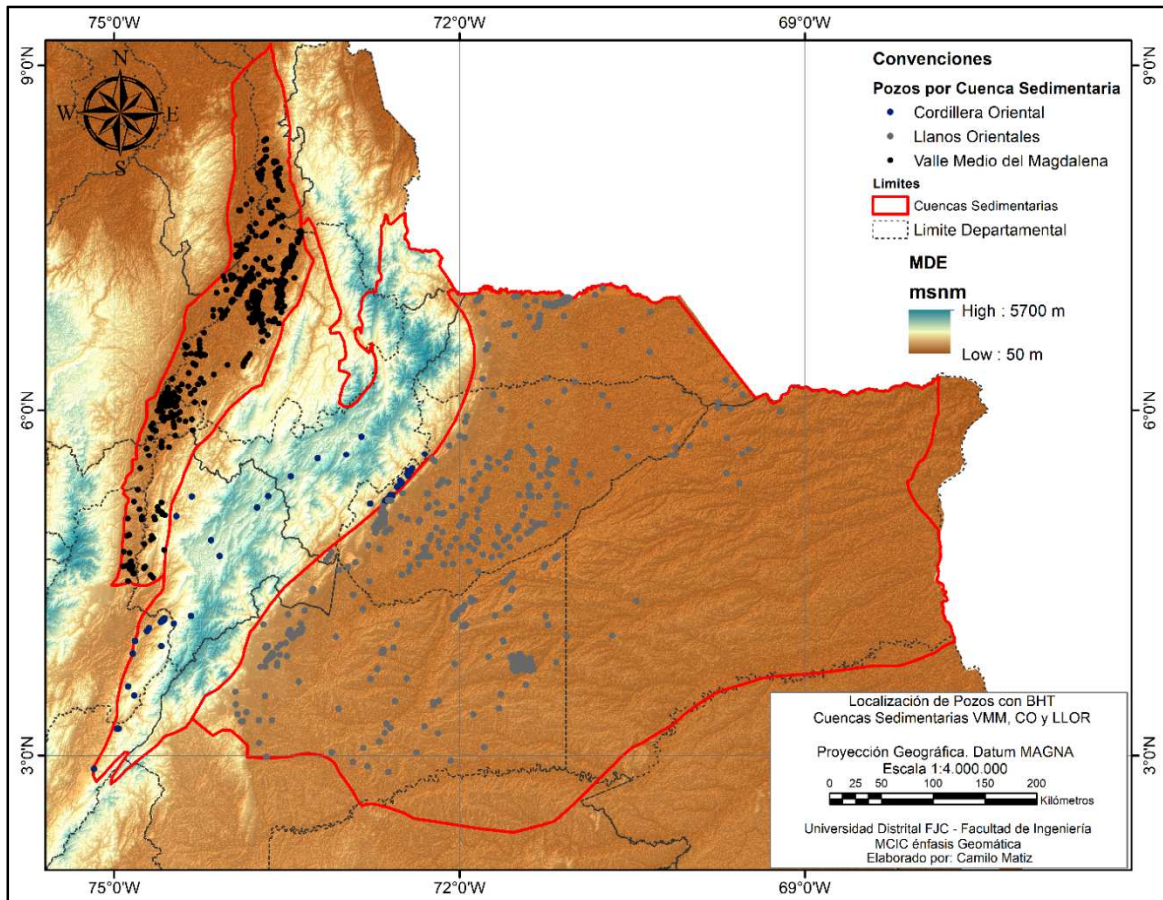 75°0'W
72°0'W
69°0'W
9°0'N
9°0'N
N
W
E
S
Convenciones
Pozos por Cuenca Sedimentaria
Cordillera Oriental
Llanos Orientales
Valle Medio del Magdalena
Limites
Cuencas Sedimentarias
Limite Departamental
MDE
msnm
High : 5700 m
Low : 50 m
6°0'N
6°0'N
3°0'N
3°0'N
Localización de Pozos con BHT
Cuencas Sedimentarias VMM, CO y LLOR
Proyección Geográfica. Datum MAGNA
Escala 1:4.000.000
0 25 50 100 150 200
Kilómetros
Universidad Distrital FJC - Facultad de Ingeniería
MCIC énfasis Geomática
Elaborado por: Camilo Matiz
75°0'W
72°0'W
69°0'W